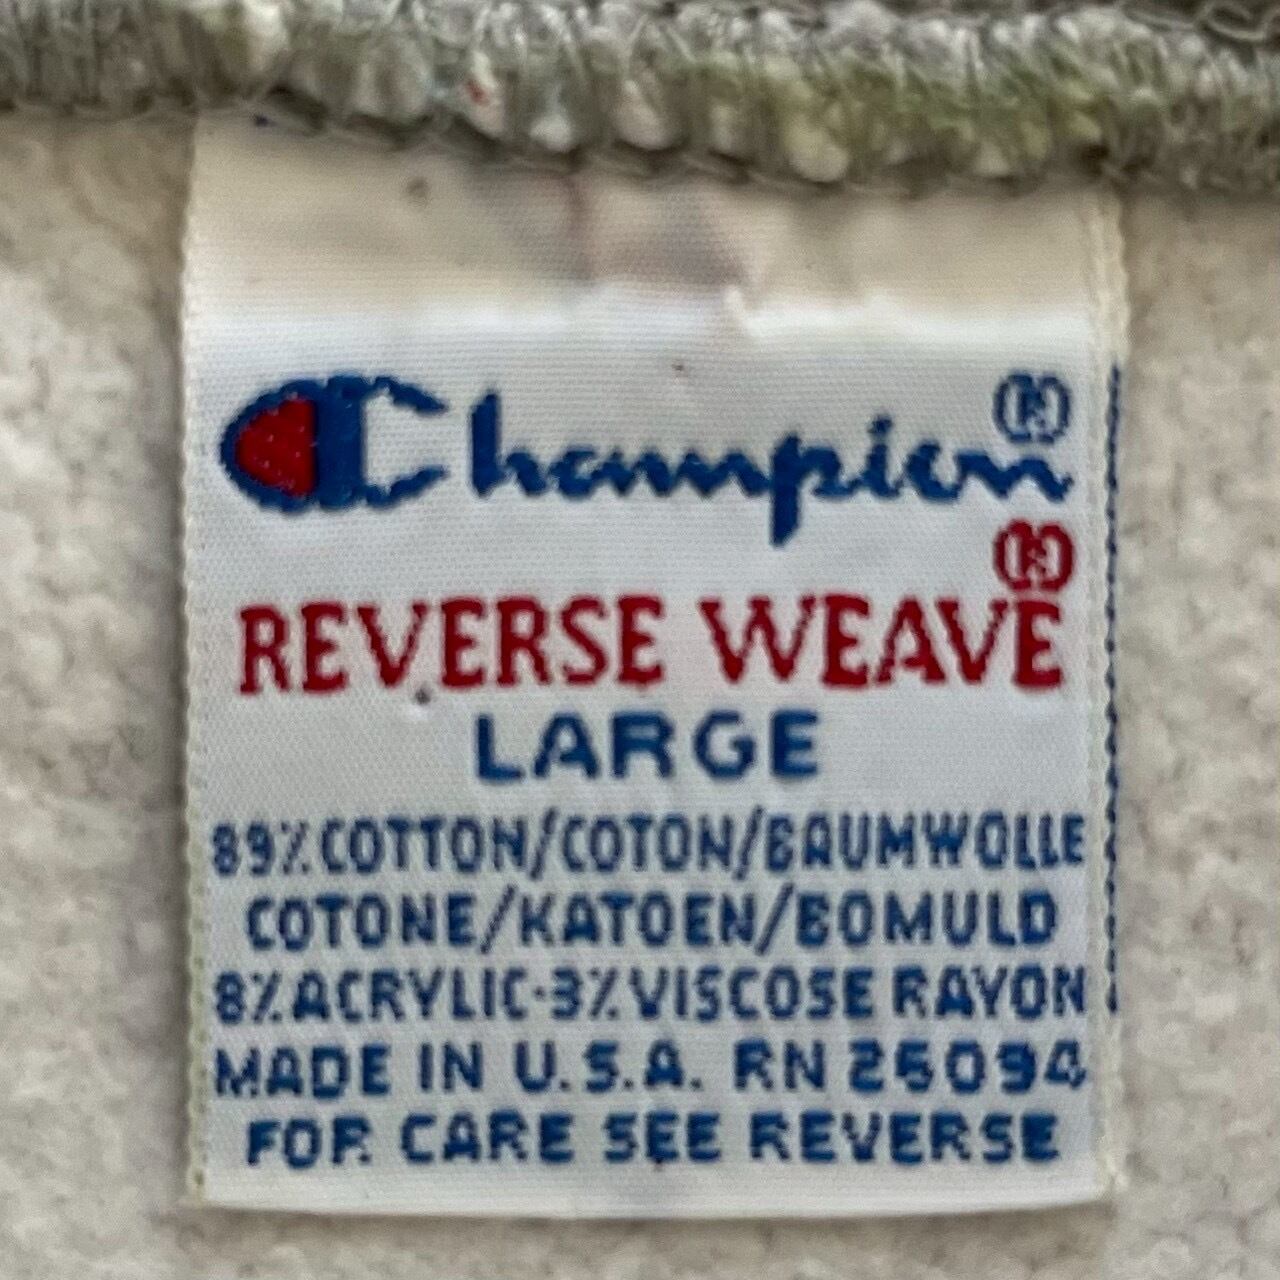 Champion®
REVERSE WEAVE®
LARGE
89% COTTON/COTON/BAUMWOLLE
COTONE/KATOEN/BOMULD
8% ACRYLIC-3% VISCOSE RAYON
MADE IN U.S.A. RN 26094
FOR CARE SEE REVERSE